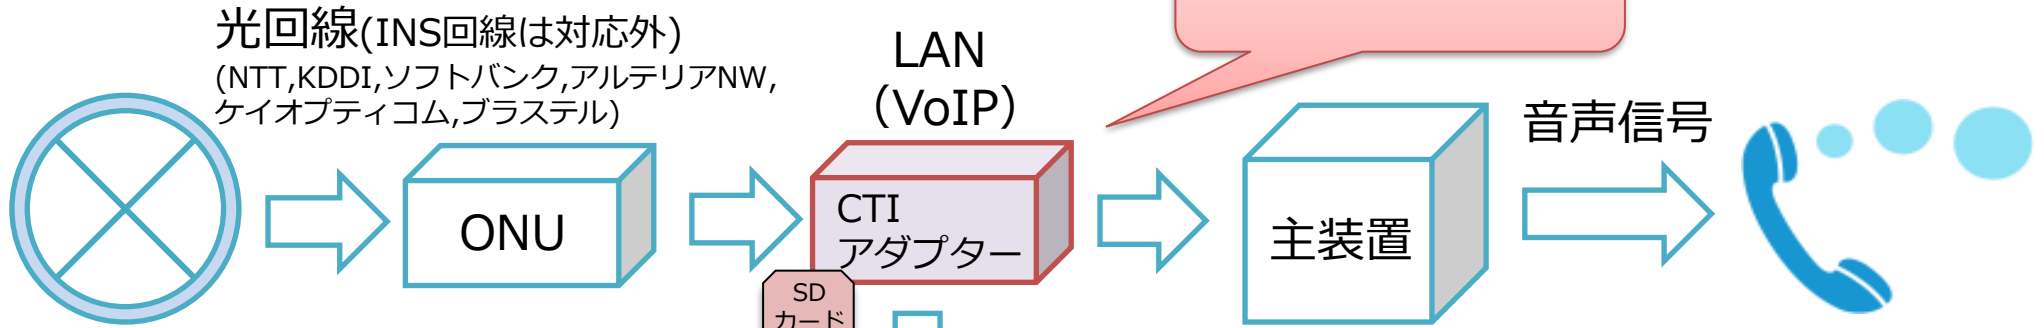 光回線(INS回線は対応外)
(NTT,KDDI,ソフトバンク,アルテリアNW,
ケイオプティコム,ブラステル)
LAN
(VoIP)
音声信号
ONU
CTI
アダプター
主装置
SD
カード